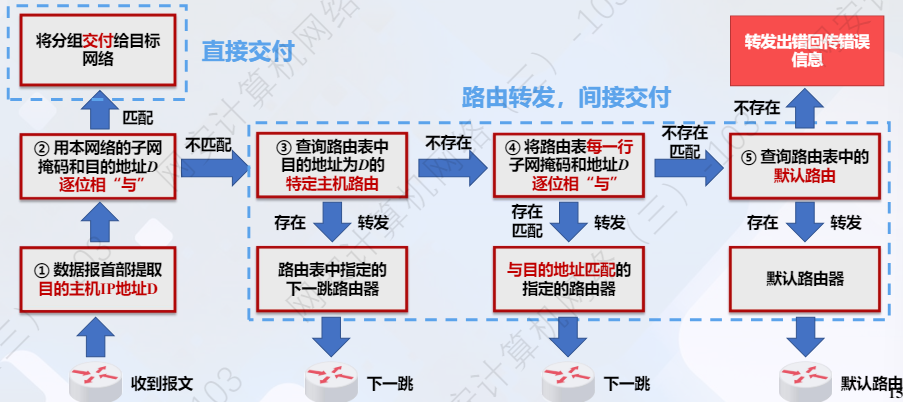 将分组交付给目标
网络
直接交付
转发出错回传错误
信息
路由转发，间接交付
匹配
不存在
② 用本网络的子网
掩码和目的地址D
逐位相“与”
不匹配
③ 查询路由表中
目的地址为D的
特定主机路由
不存在
④ 将路由表每一行
子网掩码和地址D
逐位相“与”
不存在
匹配
⑤ 查询路由表中的
默认路由
存在
转发
存在
匹配
转发
存在
转发
① 数据报首部提取
目的主机IP地址D
路由表中指定的
下一跳路由器
与目的地址匹配的
指定的路由器
默认路由器
收到报文
下一跳
下一跳
默认路由
15